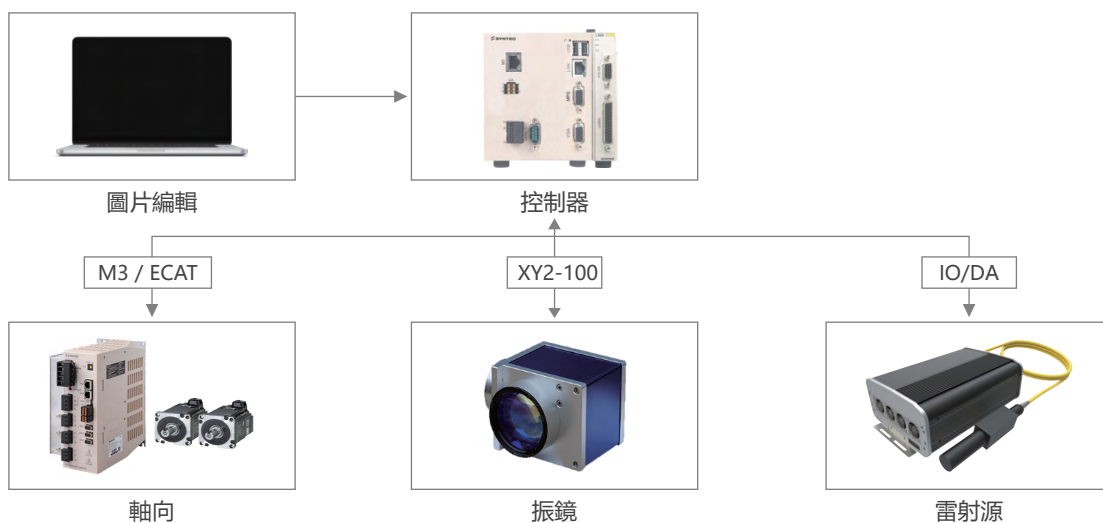 SYNTEC
圖片編輯
控制器
M3 / ECAT
XY2-100
IO/DA
軸向
振鏡
雷射源